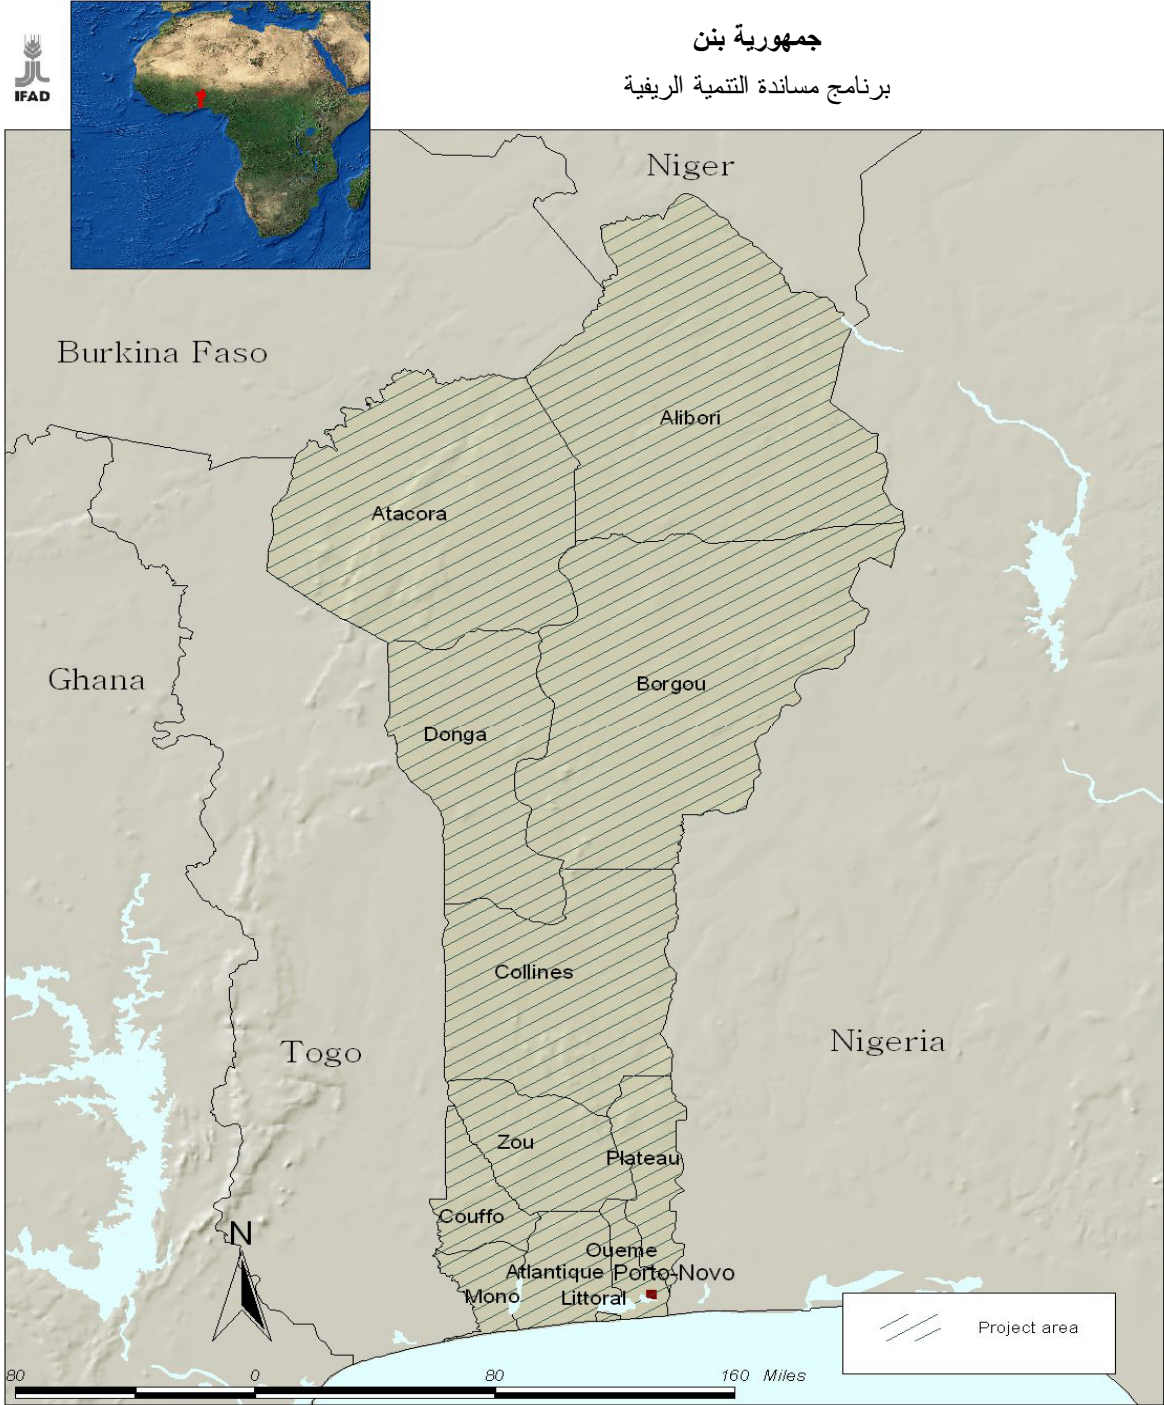 جمهورية بنن
برنامج مساندة التنمية الريفية
IFAD
Niger
Burkina Faso
Alibori
Atacora
Ghana
Borgou
Donga
Collines
Nigeria
Togo
Zou
Plateau
Couffo
N
Oueme
Atlantique Porto-Novo
Mono Littoral
Project area
80 0 80 160 Miles